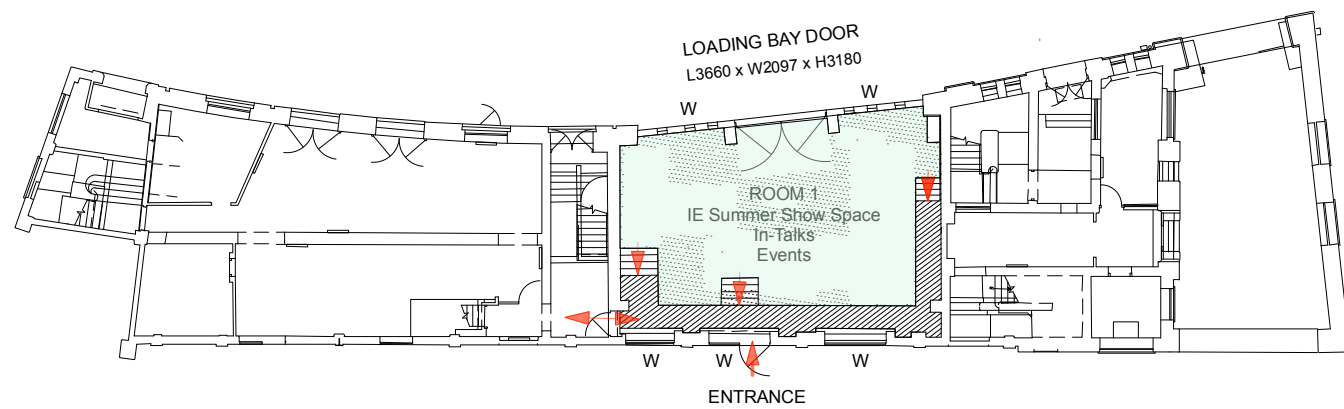 LOADING BAY DOOR
L3660 x W2097 x H3180
W
W
ROOM 1
IE Summer Show Space
In-Talks
Events
W
W
W
ENTRANCE